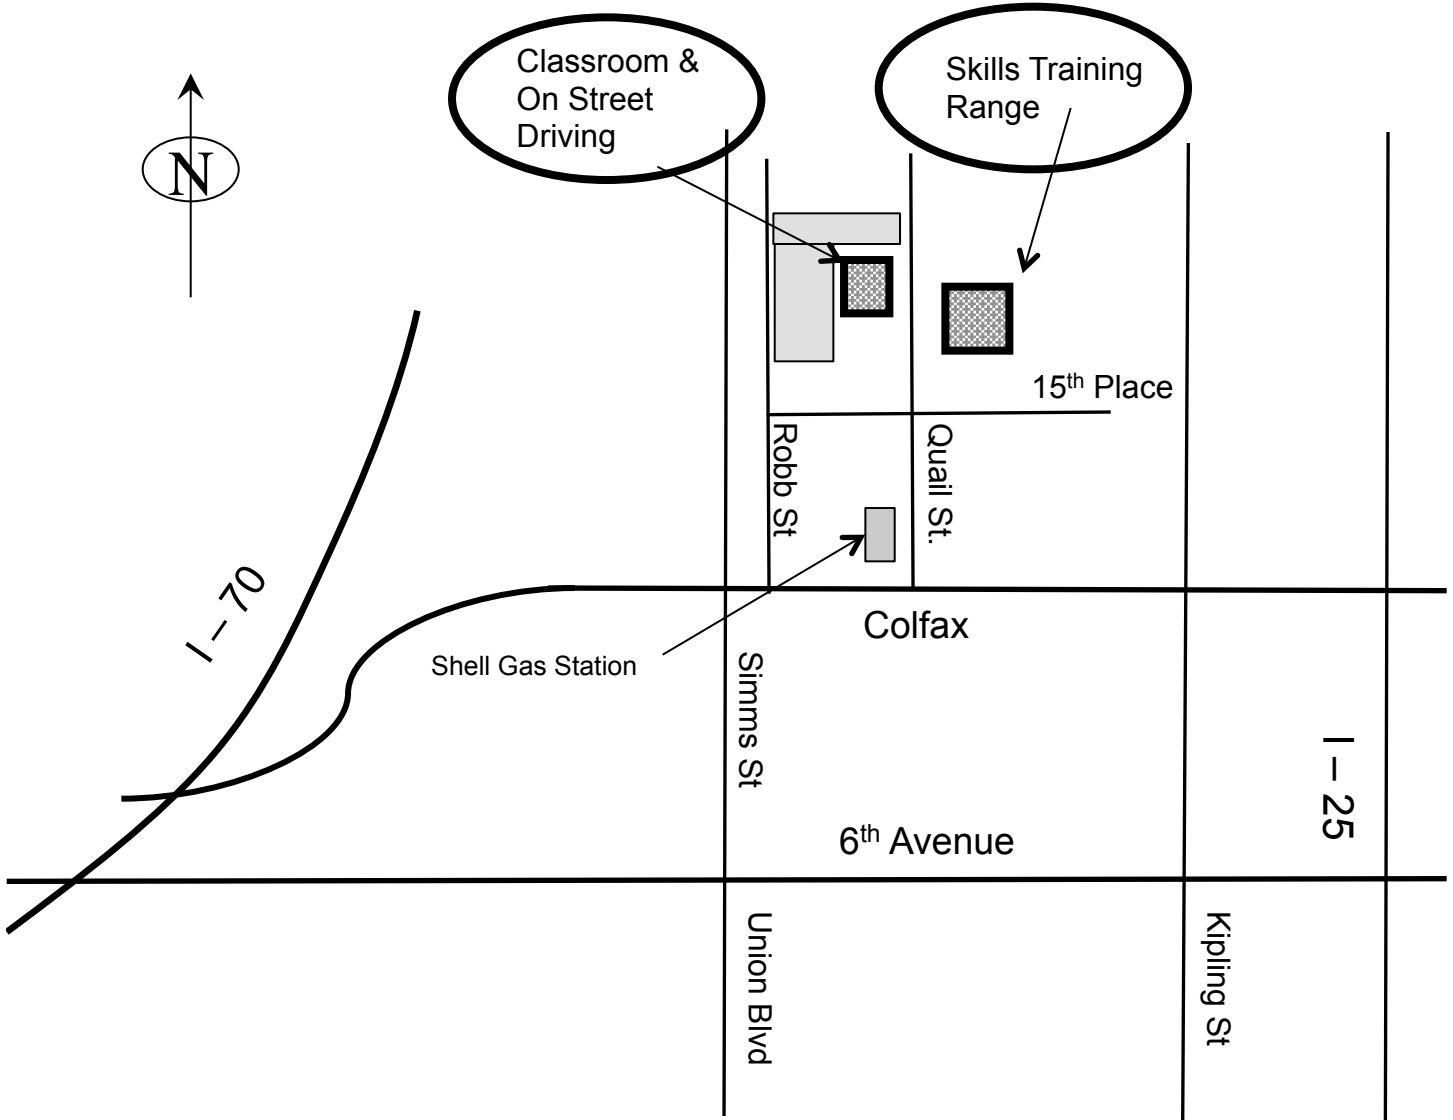 Classroom &
On Street
Driving
Skills Training
Range
N
15th Place
Robb St
Quail St.
I – 70
Colfax
Shell Gas Station
Simms St
I – 25
6th Avenue
Union Blvd
Kipling St